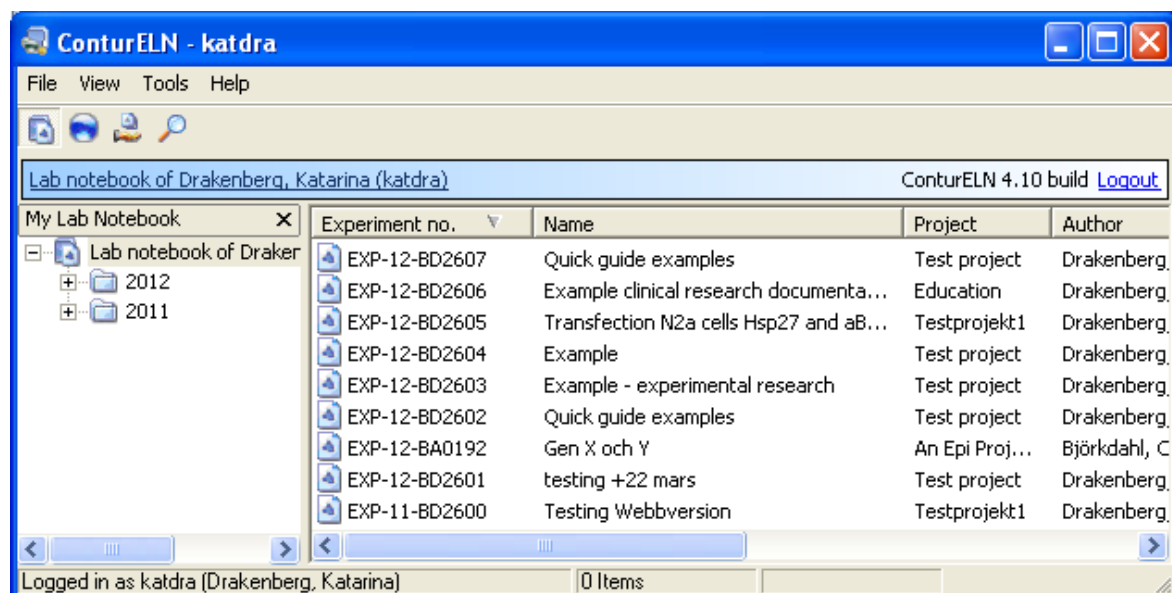 ConturELN - katdra
File View Tools Help
Lab notebook of Drakenberg, Katarina (katdra) ConturELN 4.10 build Logout
My Lab Notebook X Experiment no. Name Project Author
Lab notebook of Draker
2012
2011
EXP-12-BD2607 Quick guide examples Test project Drakenberg,
EXP-12-BD2606 Example clinical research documenta... Education Drakenberg,
EXP-12-BD2605 Transfection N2a cells Hsp27 and aB... Testprojekt1 Drakenberg,
EXP-12-BD2604 Example Test project Drakenberg,
EXP-12-BD2603 Example - experimental research Test project Drakenberg,
EXP-12-BD2602 Quick guide examples Test project Drakenberg,
EXP-12-BA0192 Gen X och Y An Epi Proj... Björkdahl, C
EXP-12-BD2601 testing +22 mars Test project Drakenberg,
EXP-11-BD2600 Testing Webbversion Testprojekt1 Drakenberg,
Logged in as katdra (Drakenberg, Katarina) 0 Items